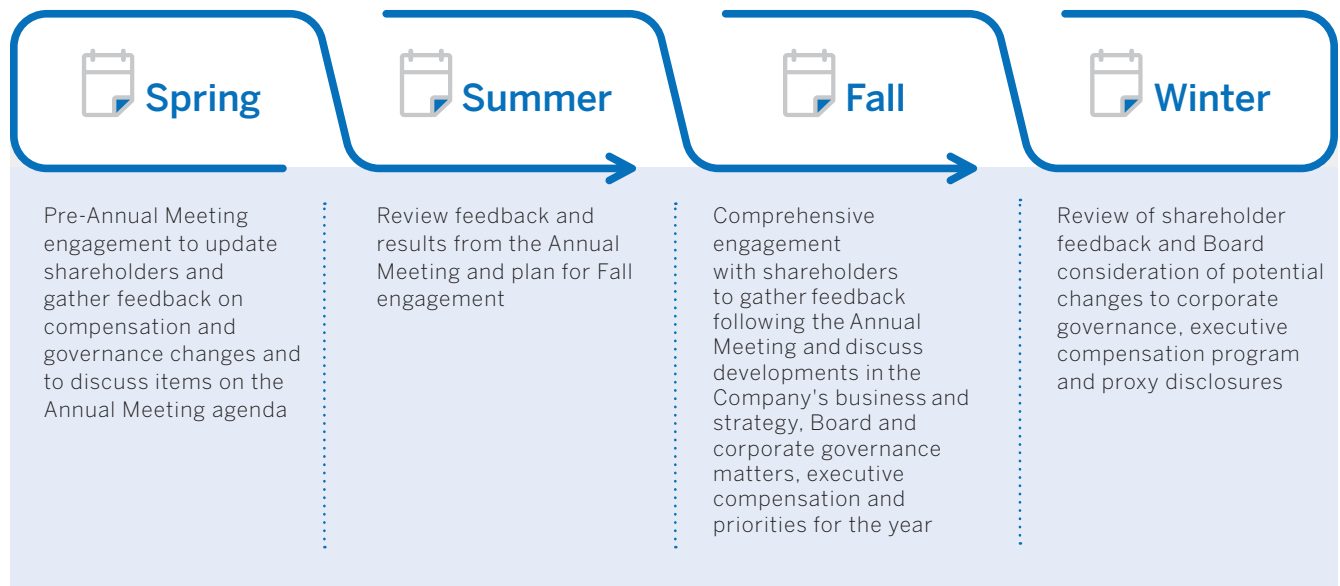 Spring
Pre-Annual Meeting
engagement to update
shareholders and
gather feedback on
compensation and
governance changes and
to discuss items on the
Annual Meeting agenda
Summer
Review feedback and
results from the Annual
Meeting and plan for Fall
engagement
Fall
Comprehensive
engagement
with shareholders
to gather feedback
following the Annual
Meeting and discuss
developments in the
Company's business and
strategy, Board and
corporate governance
matters, executive
compensation and
priorities for the year
Winter
Review of shareholder
feedback and Board
consideration of potential
changes to corporate
governance, executive
compensation program
and proxy disclosures